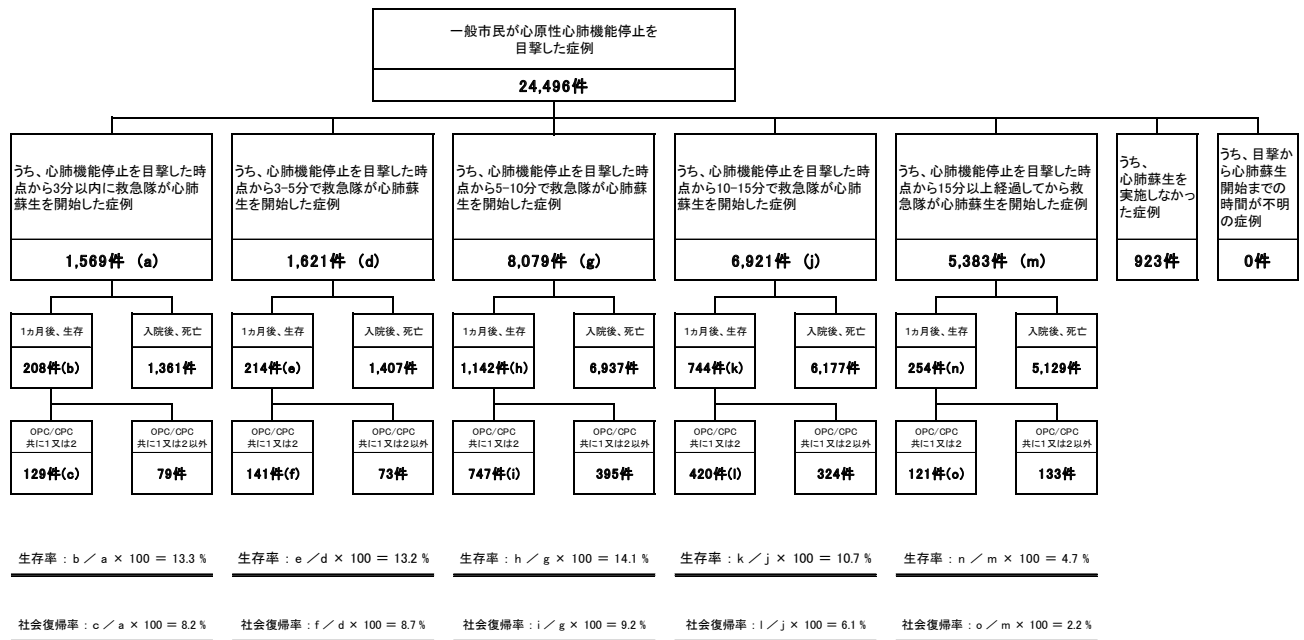 一般市民が心原性心肺機能停止を
目撃した症例
24,496件
うち、心肺機能停止を目撃した時
点から3分以内に救急隊が心肺
蘇生を開始した症例
1,569件 (a)
うち、心肺機能停止を目撃した時
点から3-5分で救急隊が心肺蘇
生を開始した症例
1,621件 (d)
うち、心肺機能停止を目撃した時
点から5-10分で救急隊が心肺蘇
生を開始した症例
8,079件 (g)
うち、心肺機能停止を目撃した時
点から10-15分で救急隊が心肺
蘇生を開始した症例
6,921件 (j)
うち、心肺機能停止を目撃した時
点から15分以上経過してから救
急隊が心肺蘇生を開始した症例
5,383件 (m)
うち、
心肺蘇生を
実施しなかっ
た症例
923件
うち、目撃か
ら心肺蘇生
開始までの
時間が不明
の症例
0件
1ヵ月後、生存
208件(b)
入院後、死亡
1,361件
1ヵ月後、生存
214件(e)
入院後、死亡
1,407件
1ヵ月後、生存
1,142件(h)
入院後、死亡
6,937件
1ヵ月後、生存
744件(k)
入院後、死亡
6,177件
1ヵ月後、生存
254件(n)
入院後、死亡
5,129件
OPC/CPC
共に1又は2
129件(c)
OPC/CPC
共に1又は2以外
79件
OPC/CPC
共に1又は2
141件(f)
OPC/CPC
共に1又は2以外
73件
OPC/CPC
共に1又は2
747件(i)
OPC/CPC
共に1又は2以外
395件
OPC/CPC
共に1又は2
420件(l)
OPC/CPC
共に1又は2以外
324件
OPC/CPC
共に1又は2
121件(o)
OPC/CPC
共に1又は2以外
133件
生存率：b／a × 100 ＝ 13.3 %
生存率：e／d × 100 ＝ 13.2 %
生存率：h／g × 100 ＝ 14.1 %
生存率：k／j × 100 ＝ 10.7 %
生存率：n／m × 100 ＝ 4.7 %
社会復帰率：c／a × 100 ＝ 8.2 %
社会復帰率：f／d × 100 ＝ 8.7 %
社会復帰率：i／g × 100 ＝ 9.2 %
社会復帰率：l／j × 100 ＝ 6.1 %
社会復帰率：o／m × 100 ＝ 2.2 %